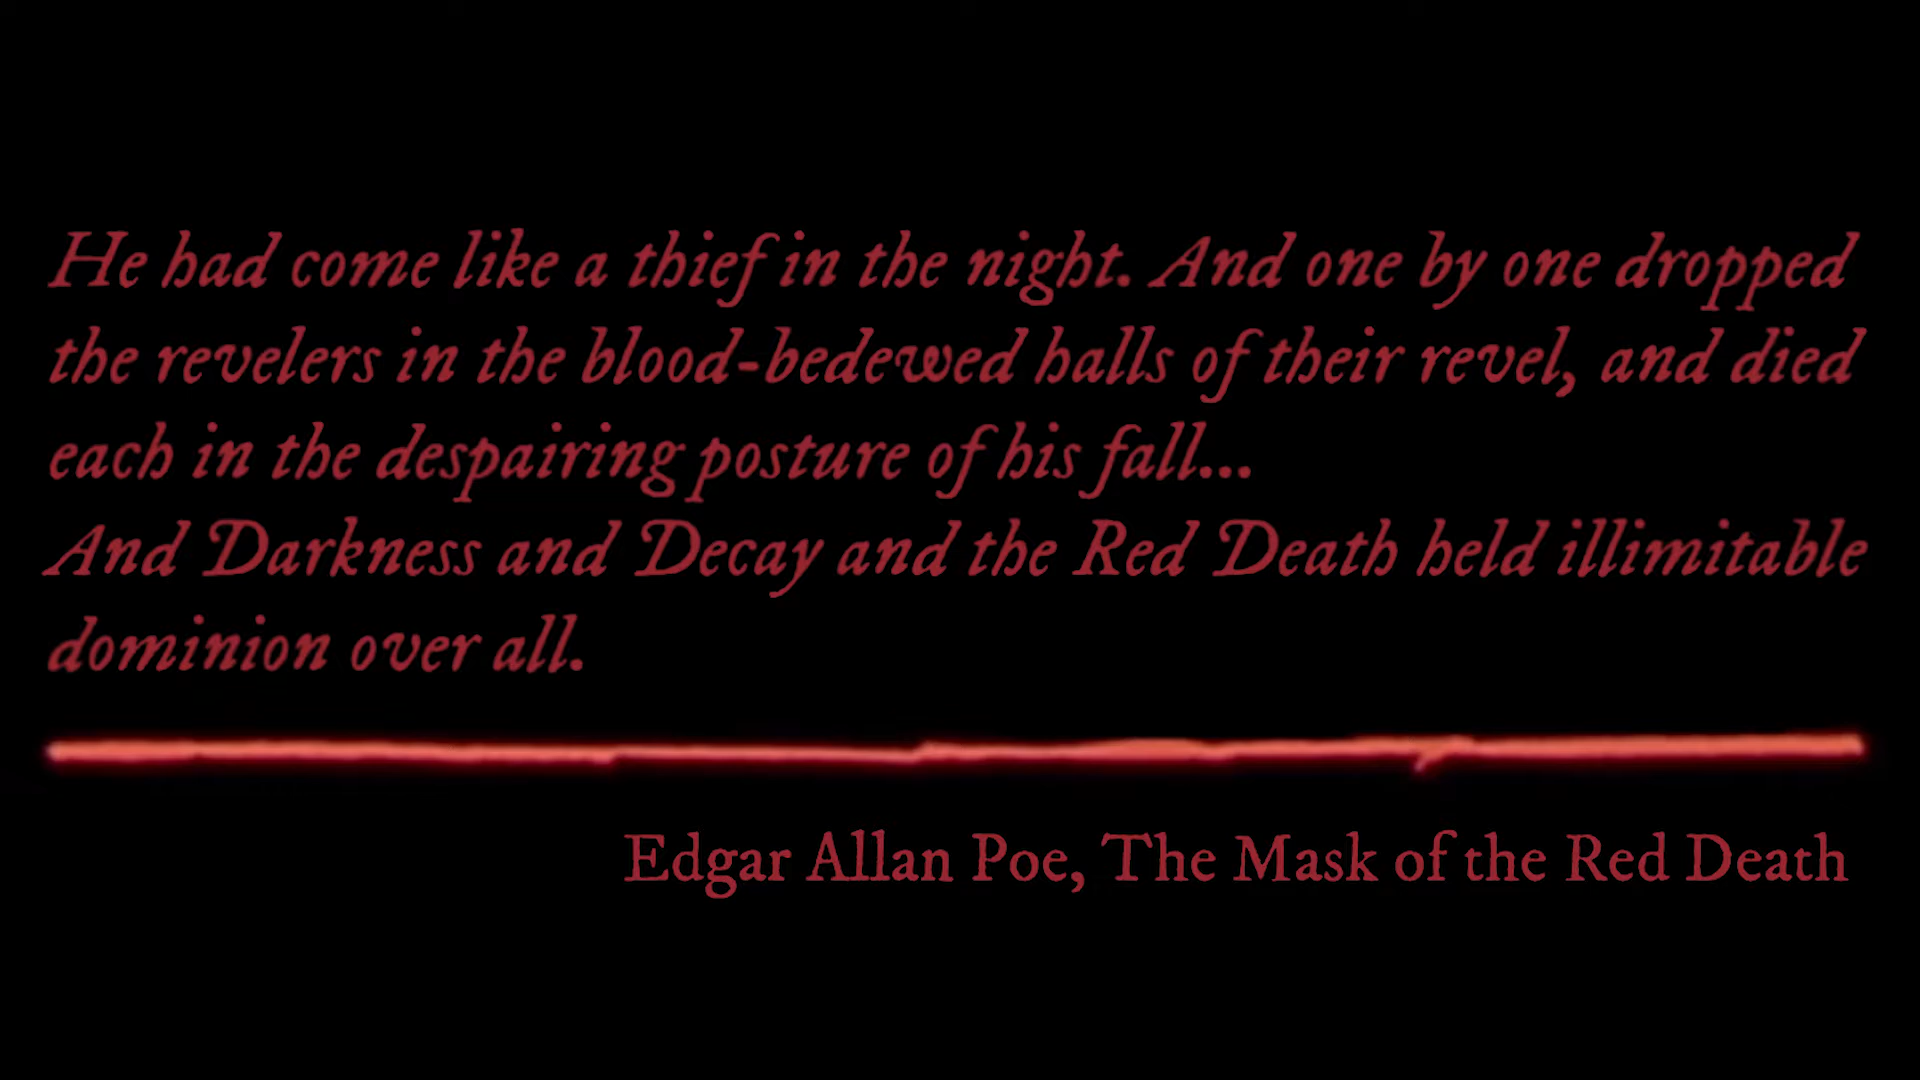 He had come like a thief in the night. And one by one dropped
the revelers in the blood-bedewed halls of their revel, and died
each in the despairing posture of his fall...
And Darkness and Decay and the Red Death held illimitable
dominion over all.
Edgar Allan Poe, The Mask of the Red Death